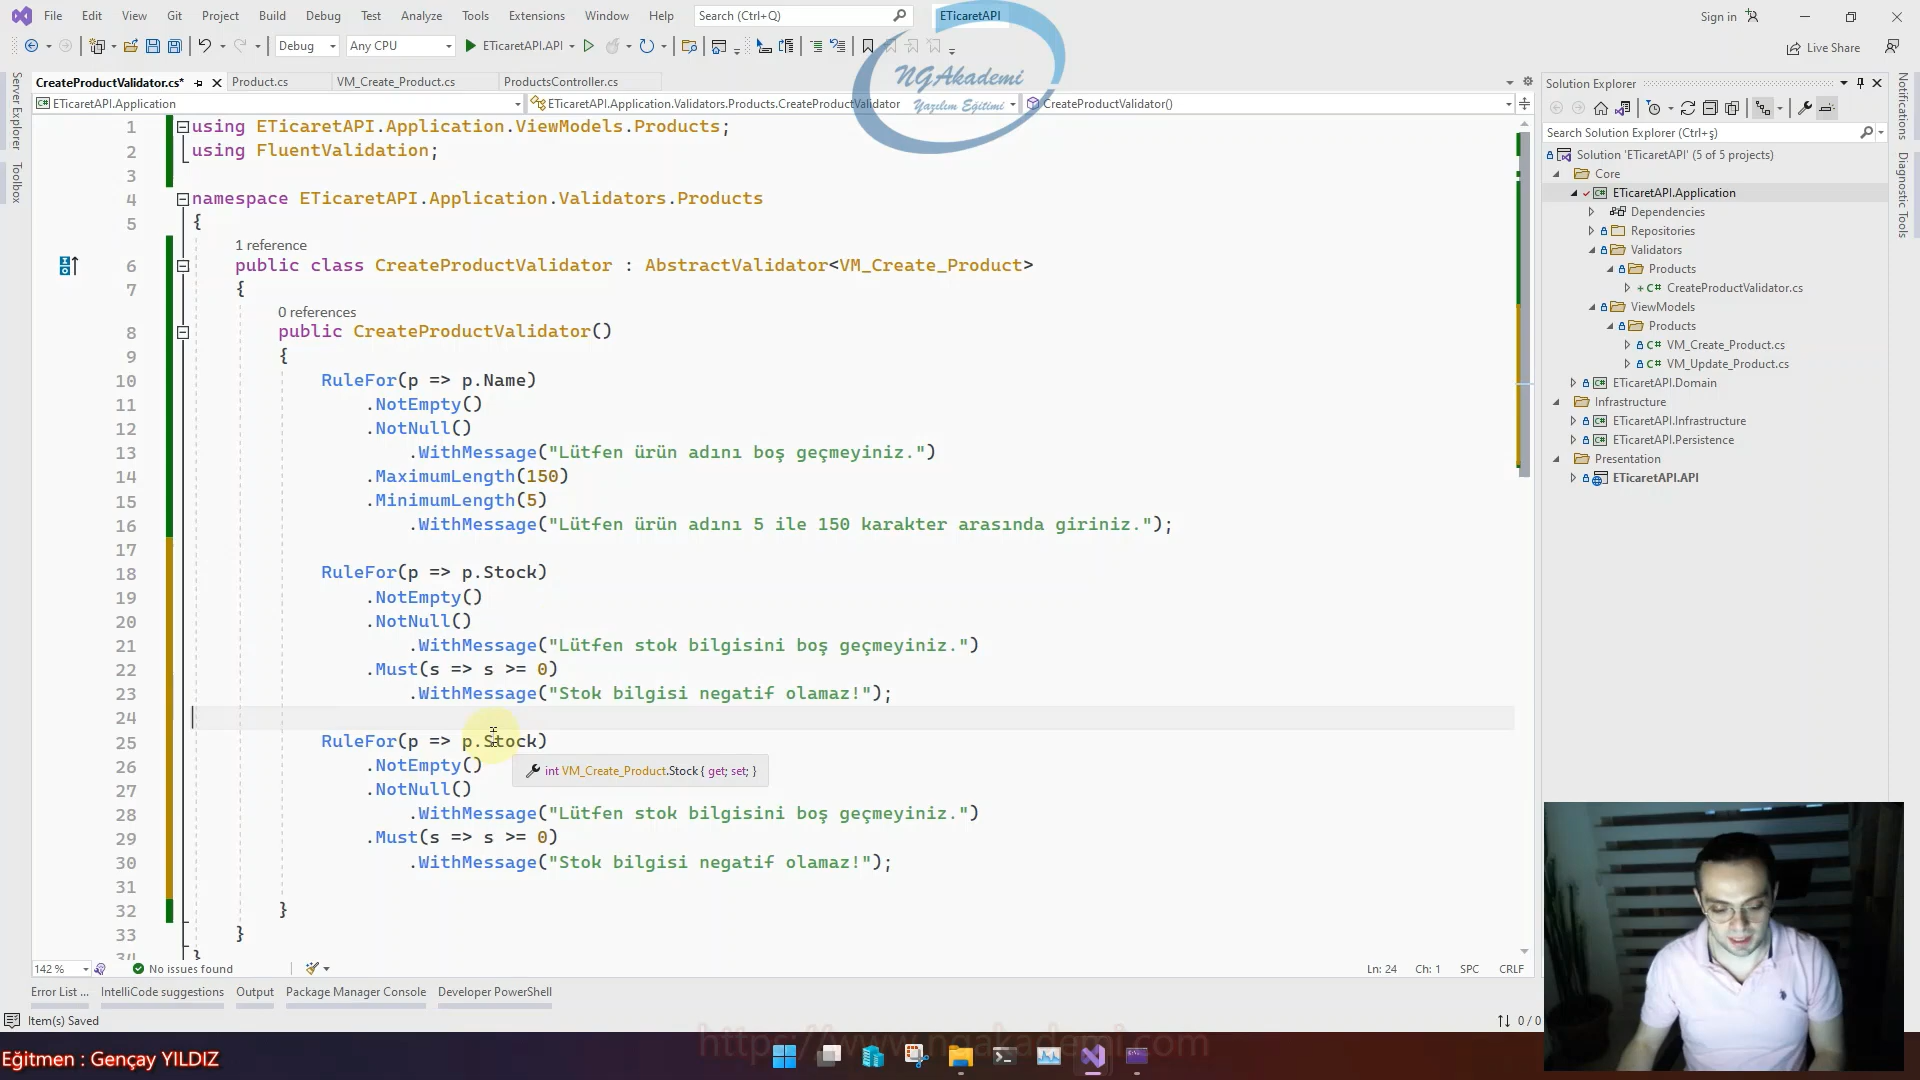 File Edit View Git Project Build Debug Test Analyze Tools Extensions Window Help Search (Ctrl+Q) ETicaretAPI Sign in
Debug Any CPU ETicaretAPI.API Live Share
NGAkademi
Yazılım Eğitimi
Server Explorer
Toolbox
CreateProductValidator.cs* Product.cs VM_Create_Product.cs ProductsController.cs
ETicaretAPI.Application ETicaretAPI.Application.Validators.Products.CreateProductValidator CreateProductValidator()
1 using ETicaretAPI.Application.ViewModels.Products;
2 using FluentValidation;
3
4 namespace ETicaretAPI.Application.Validators.Products
5 {
1 reference
6 public class CreateProductValidator : AbstractValidator<VM_Create_Product>
7 {
0 references
8 public CreateProductValidator()
9 {
10 RuleFor(p => p.Name)
11 .NotEmpty()
12 .NotNull()
13 .WithMessage("Lütfen ürün adını boş geçmeyiniz.")
14 .MaximumLength(150)
15 .MinimumLength(5)
16 .WithMessage("Lütfen ürün adını 5 ile 150 karakter arasında giriniz.");
17
18 RuleFor(p => p.Stock)
19 .NotEmpty()
20 .NotNull()
21 .WithMessage("Lütfen stok bilgisini boş geçmeyiniz.")
22 .Must(s => s >= 0)
23 .WithMessage("Stok bilgisi negatif olamaz!");
24
25 RuleFor(p => p.Stock)
26 .NotEmpty()
int VM_Create_Product.Stock { get; set; }
27 .NotNull()
28 .WithMessage("Lütfen stok bilgisini boş geçmeyiniz.")
29 .Must(s => s >= 0)
30 .WithMessage("Stok bilgisi negatif olamaz!");
31
32 }
33 }
34 }
142 % No issues found Ln: 24 Ch: 1 SPC CRLF
Error List ... IntelliCode suggestions Output Package Manager Console Developer PowerShell
Item(s) Saved 0 / 0
Solution Explorer
Search Solution Explorer (Ctrl+ş)
Solution 'ETicaretAPI' (5 of 5 projects)
Core
ETicaretAPI.Application
Dependencies
Repositories
Validators
Products
CreateProductValidator.cs
ViewModels
Products
VM_Create_Product.cs
VM_Update_Product.cs
ETicaretAPI.Domain
Infrastructure
ETicaretAPI.Infrastructure
ETicaretAPI.Persistence
Presentation
ETicaretAPI.API
Notifications
Diagnostic Tools
Eğitmen : Gençay YILDIZ
https://www.ngakademi.com